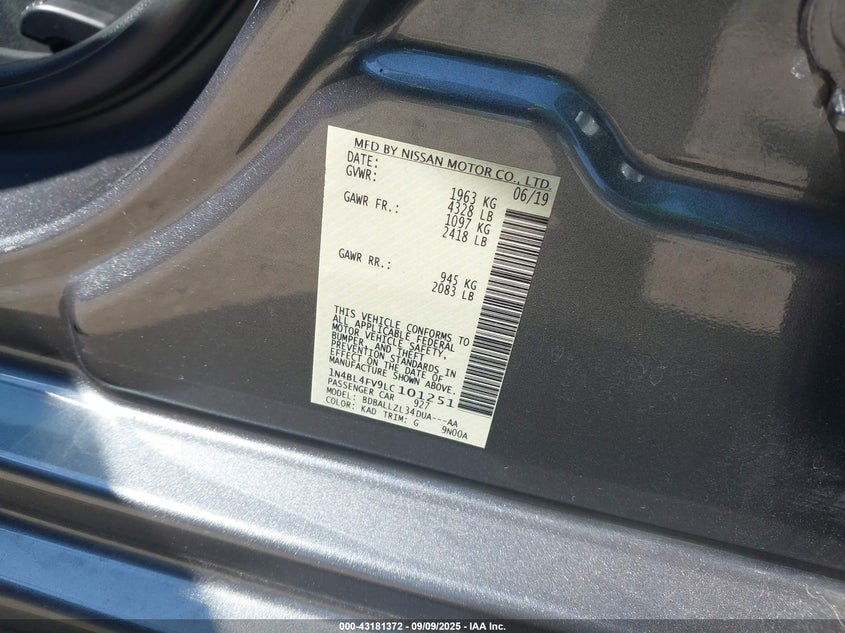 MFD BY NISSAN MOTOR CO., LTD.
DATE: 06/19
GVWR: 1963 KG
4328 LB
GAWR FR.: 1097 KG
2418 LB
GAWR RR.: 945 KG
2083 LB
THIS VEHICLE CONFORMS TO
ALL APPLICABLE FEDERAL
MOTOR VEHICLE SAFETY,
BUMPER, AND THEFT
PREVENTION STANDARDS IN
EFFECT ON THE DATE OF
MANUFACTURE SHOWN ABOVE.
1N4BL4FV9LC101251
PASSENGER CAR 927
MODEL: BDBALLZL34DUA---AA
COLOR: KAD TRIM: G 9N00A
000-43181372 - 09/09/2025 - IAA Inc.